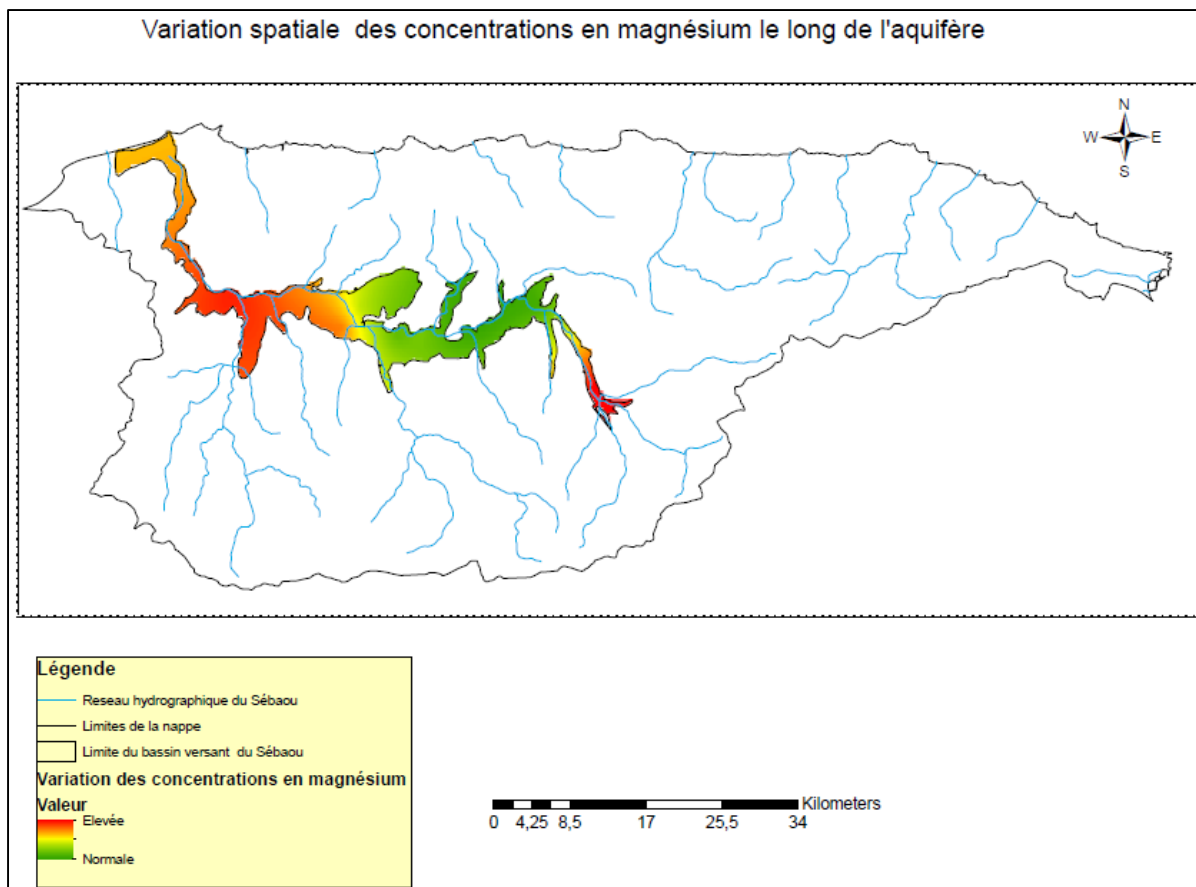 Variation spatiale des concentrations en magnésium le long de l'aquifère
N
W E
S
Légende
Reseau hydrographique du Sébaou
Limites de la nappe
Limite du bassin versant du Sébaou
Variation des concentrations en magnésium
Valeur
Elevée
Normale
Kilometers
0 4,25 8,5 17 25,5 34